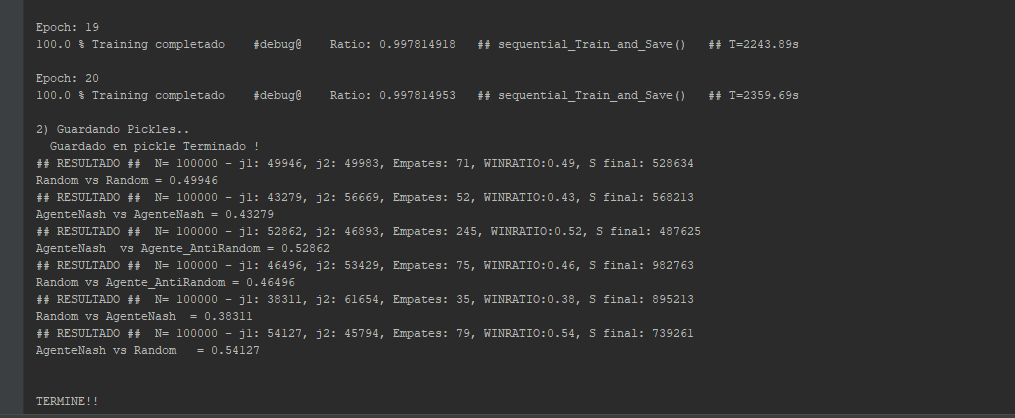 Epoch: 19
100.0 % Training completado    #debug@    Ratio: 0.997814918   ## sequential_Train_and_Save()   ## T=2243.89s
Epoch: 20
100.0 % Training completado    #debug@    Ratio: 0.997814953   ## sequential_Train_and_Save()   ## T=2359.69s
2) Guardando Pickles..
  Guardado en pickle Terminado !
## RESULTADO ##  N= 100000 - j1: 49946, j2: 49983, Empates: 71, WINRATIO:0.49, S final: 528634
Random vs Random = 0.49946
## RESULTADO ##  N= 100000 - j1: 43279, j2: 56669, Empates: 52, WINRATIO:0.43, S final: 568213
AgenteNash vs AgenteNash = 0.43279
## RESULTADO ##  N= 100000 - j1: 52862, j2: 46893, Empates: 245, WINRATIO:0.52, S final: 487625
AgenteNash  vs Agente_AntiRandom = 0.52862
## RESULTADO ##  N= 100000 - j1: 46496, j2: 53429, Empates: 75, WINRATIO:0.46, S final: 982763
Random vs Agente_AntiRandom = 0.46496
## RESULTADO ##  N= 100000 - j1: 38311, j2: 61654, Empates: 35, WINRATIO:0.38, S final: 895213
Random vs AgenteNash  = 0.38311
## RESULTADO ##  N= 100000 - j1: 54127, j2: 45794, Empates: 79, WINRATIO:0.54, S final: 739261
AgenteNash vs Random   = 0.54127
TERMINE!!